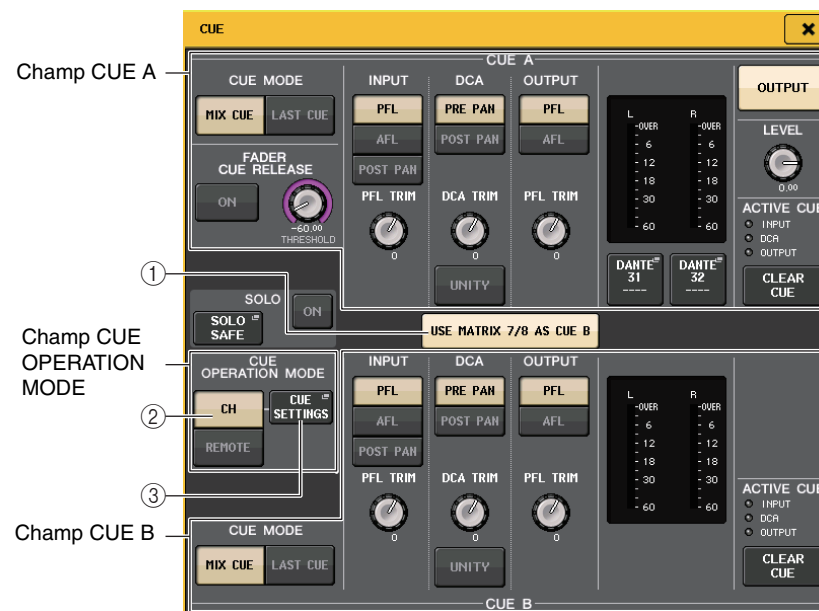 CUE
CUE A
Champ CUE A
CUE MODE
INPUT
DCA
OUTPUT
MIX CUE
LAST CUE
PFL
PRE PAN
PFL
AFL
POST PAN
AFL
POST PAN
FADER
CUE RELEASE
ON
-60.00
THRESHOLD
PFL TRIM
DCA TRIM
PFL TRIM
0
0
0
UNITY
L
R
OVER
OVER
6
6
12
12
18
18
30
30
60
60
DANTE
31
----
DANTE
32
----
OUTPUT
LEVEL
0.00
ACTIVE CUE
INPUT
DCA
OUTPUT
CLEAR
CUE
1
SOLO
SOLO
SAFE
ON
USE MATRIX 7/8 AS CUE B
Champ CUE
OPERATION
MODE
CUE
OPERATION MODE
2
CH
CUE
SETTINGS
REMOTE
3
Champ CUE B
CUE MODE
MIX CUE
LAST CUE
INPUT
DCA
OUTPUT
PFL
PRE PAN
PFL
AFL
POST PAN
AFL
POST PAN
PFL TRIM
DCA TRIM
PFL TRIM
0
0
0
UNITY
L
R
OVER
OVER
6
6
12
12
18
18
30
30
60
60
ACTIVE CUE
INPUT
DCA
OUTPUT
CLEAR
CUE
CUE B